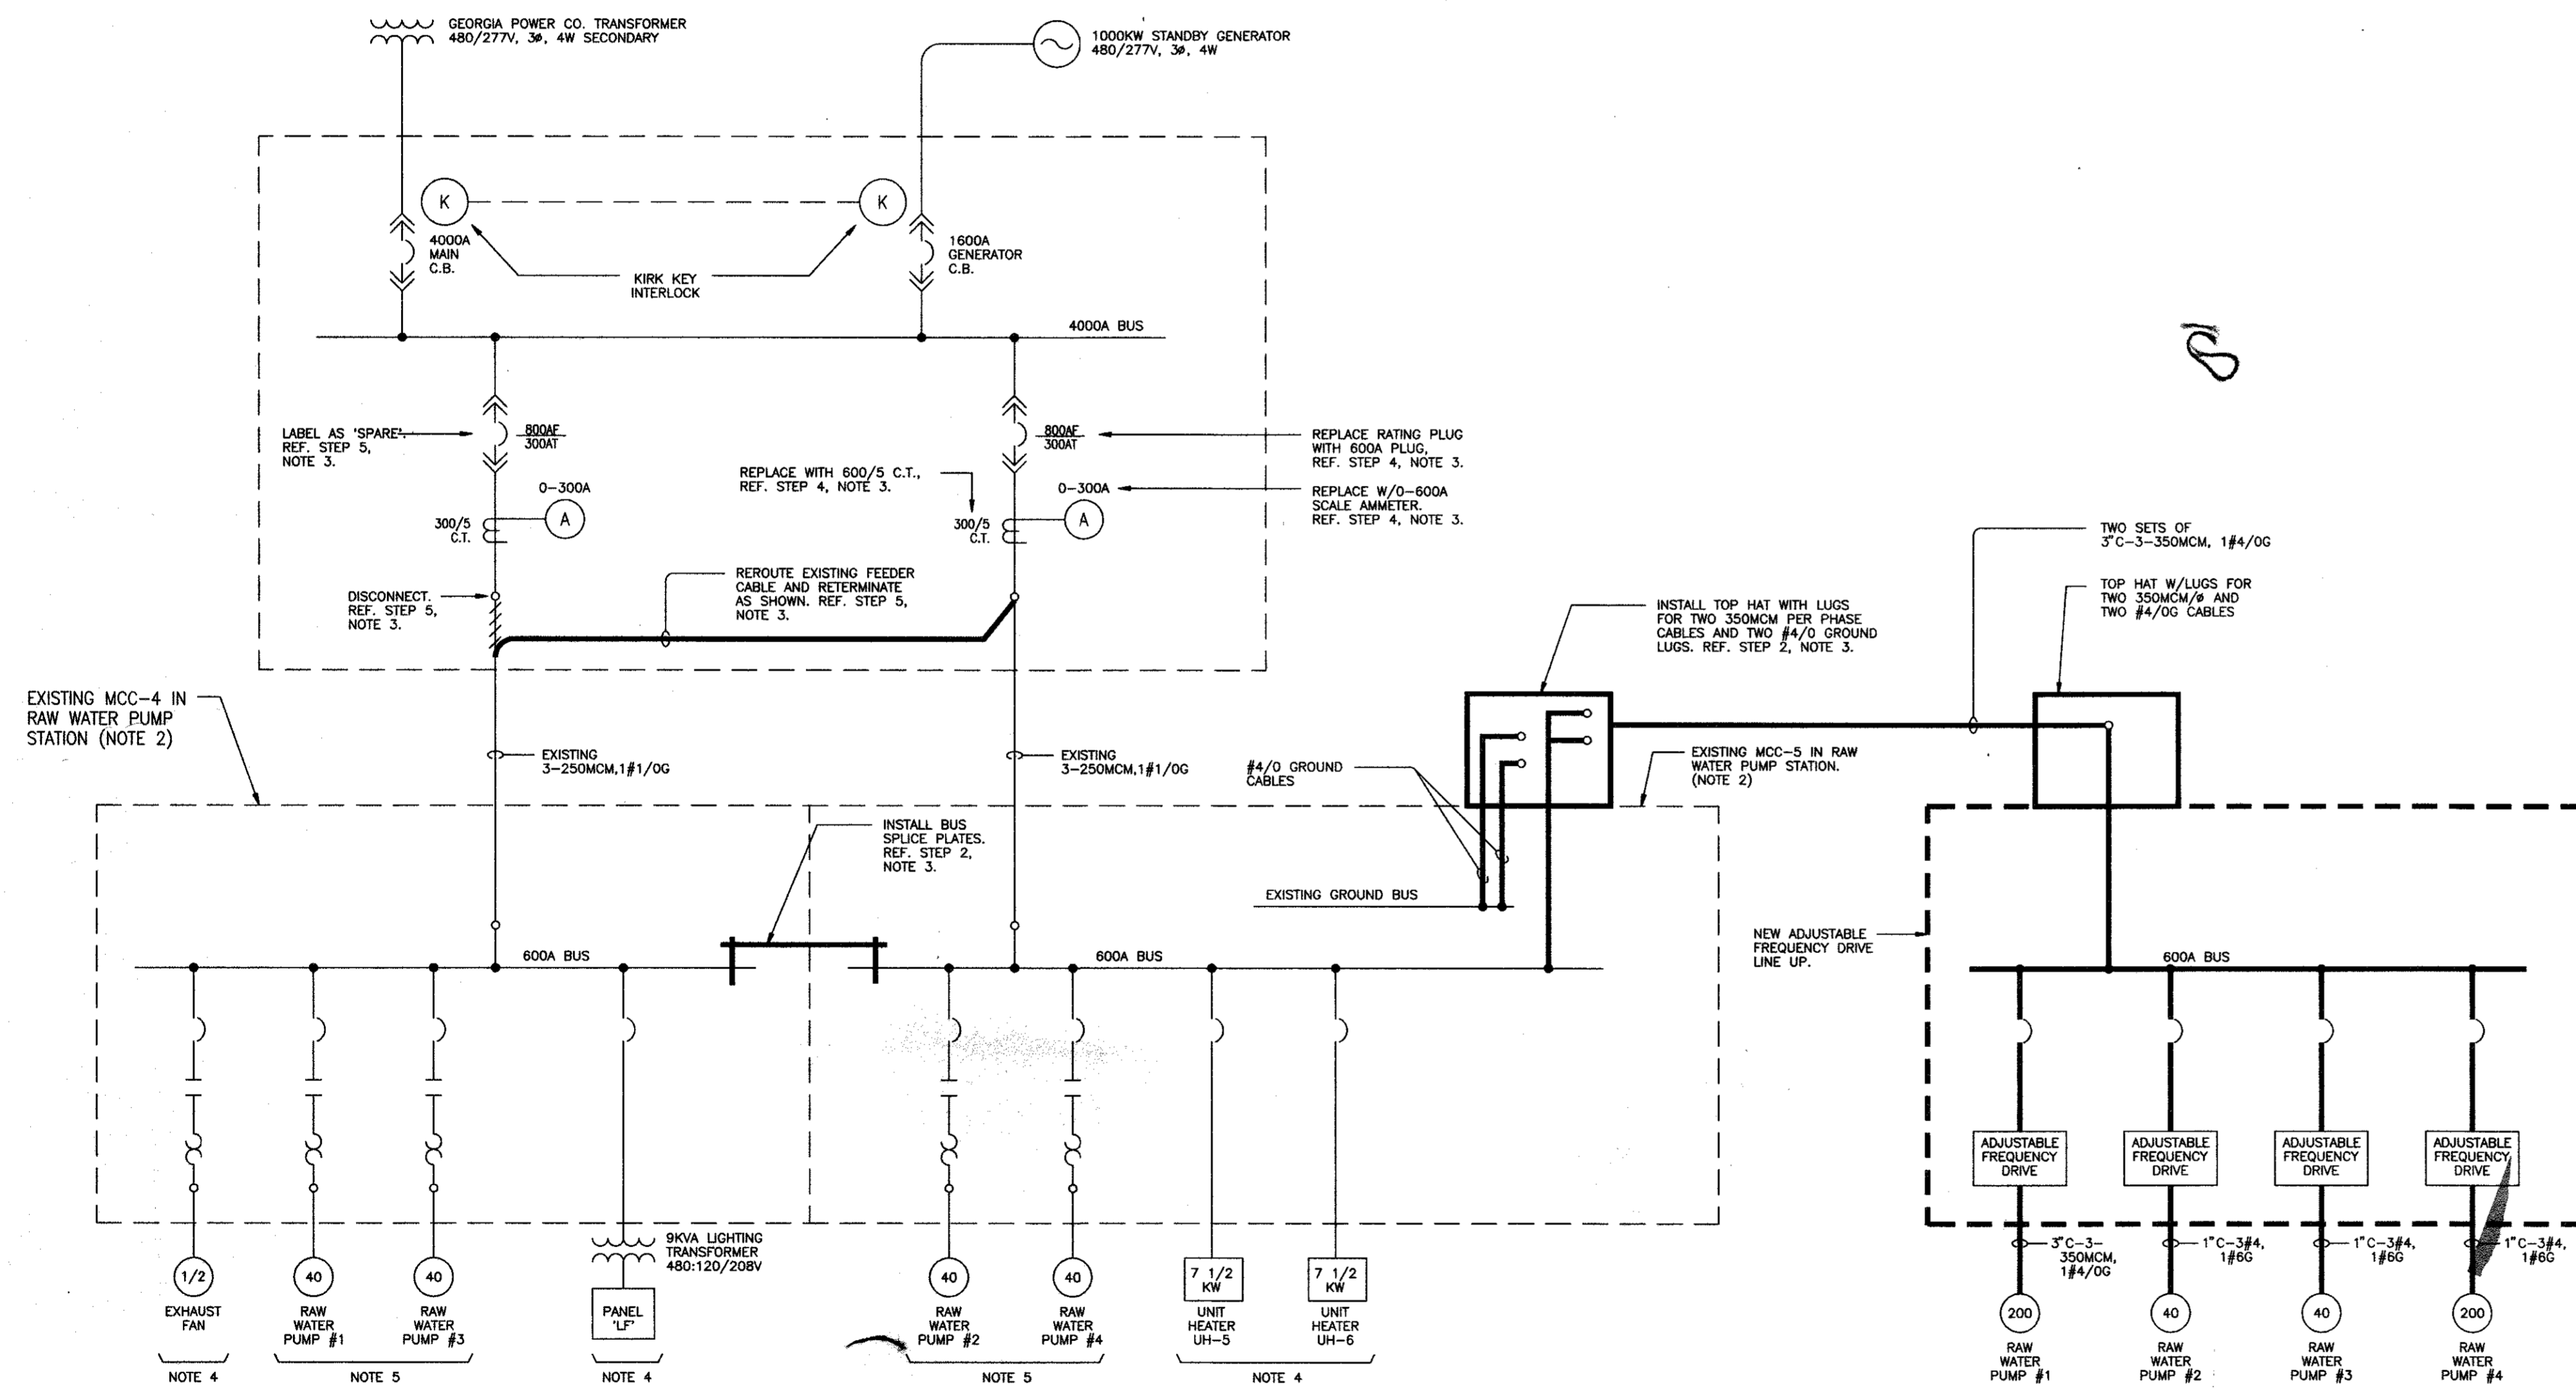 GEORGIA POWER CO. TRANSFORMER
480/277V, 3ø, 4W SECONDARY
1000KW STANDBY GENERATOR
480/277V, 3ø, 4W
K
K
4000A
MAIN
C.B.
1600A
GENERATOR
C.B.
KIRK KEY
INTERLOCK
4000A BUS
LABEL AS 'SPARE'.
REF. STEP 5,
NOTE 3.
800AF
300AT
800AF
300AT
REPLACE RATING PLUG
WITH 600A PLUG,
REF. STEP 4, NOTE 3.
REPLACE WITH 600/5 C.T.,
REF. STEP 4, NOTE 3.
0-300A
A
300/5
C.T.
0-300A
A
300/5
C.T.
REPLACE W/0-600A
SCALE AMMETER.
REF. STEP 4, NOTE 3.
DISCONNECT.
REF. STEP 5,
NOTE 3.
REROUTE EXISTING FEEDER
CABLE AND RETERMINATE
AS SHOWN. REF. STEP 5,
NOTE 3.
INSTALL TOP HAT WITH LUGS
FOR TWO 350MCM PER PHASE
CABLES AND TWO #4/0 GROUND
LUGS. REF. STEP 2, NOTE 3.
TWO SETS OF
3"C-3-350MCM, 1#4/0G
TOP HAT W/LUGS FOR
TWO 350MCM/ø AND
TWO #4/0G CABLES
EXISTING MCC-4 IN
RAW WATER PUMP
STATION (NOTE 2)
EXISTING
3-250MCM,1#1/0G
EXISTING
3-250MCM,1#1/0G
#4/0 GROUND
CABLES
EXISTING MCC-5 IN RAW
WATER PUMP STATION.
(NOTE 2)
INSTALL BUS
SPLICE PLATES.
REF. STEP 2,
NOTE 3.
EXISTING GROUND BUS
NEW ADJUSTABLE
FREQUENCY DRIVE
LINE UP.
600A BUS
600A BUS
600A BUS
ADJUSTABLE
FREQUENCY
DRIVE
ADJUSTABLE
FREQUENCY
DRIVE
ADJUSTABLE
FREQUENCY
DRIVE
ADJUSTABLE
FREQUENCY
DRIVE
9KVA LIGHTING
TRANSFORMER
480:120/208V
3"C-3-
350MCM,
1#4/0G
1"C-3#4,
1#6G
1"C-3#4,
1#6G
1"C-3#4,
1#6G
1/2
EXHAUST
FAN
40
RAW
WATER
PUMP #1
40
RAW
WATER
PUMP #3
PANEL
'LF'
40
RAW
WATER
PUMP #2
40
RAW
WATER
PUMP #4
7 1/2
KW
UNIT
HEATER
UH-5
7 1/2
KW
UNIT
HEATER
UH-6
200
RAW
WATER
PUMP #1
40
RAW
WATER
PUMP #2
40
RAW
WATER
PUMP #3
200
RAW
WATER
PUMP #4
NOTE 4
NOTE 5
NOTE 4
NOTE 5
NOTE 4